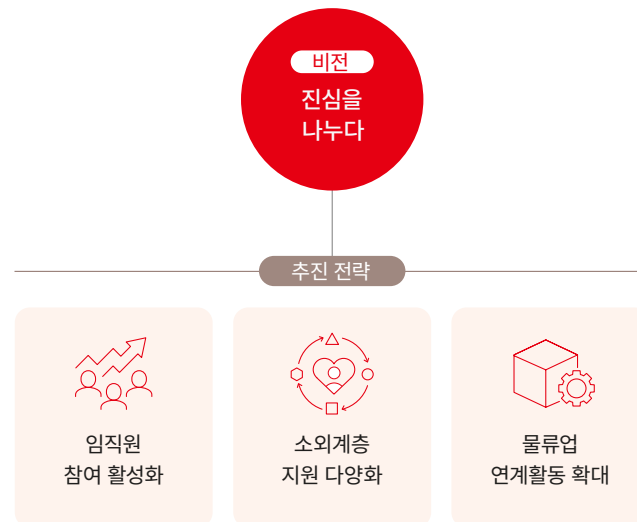 비전
진심을
나누다
추진 전략
임직원
참여 활성화
소외계층
지원 다양화
물류업
연계활동 확대